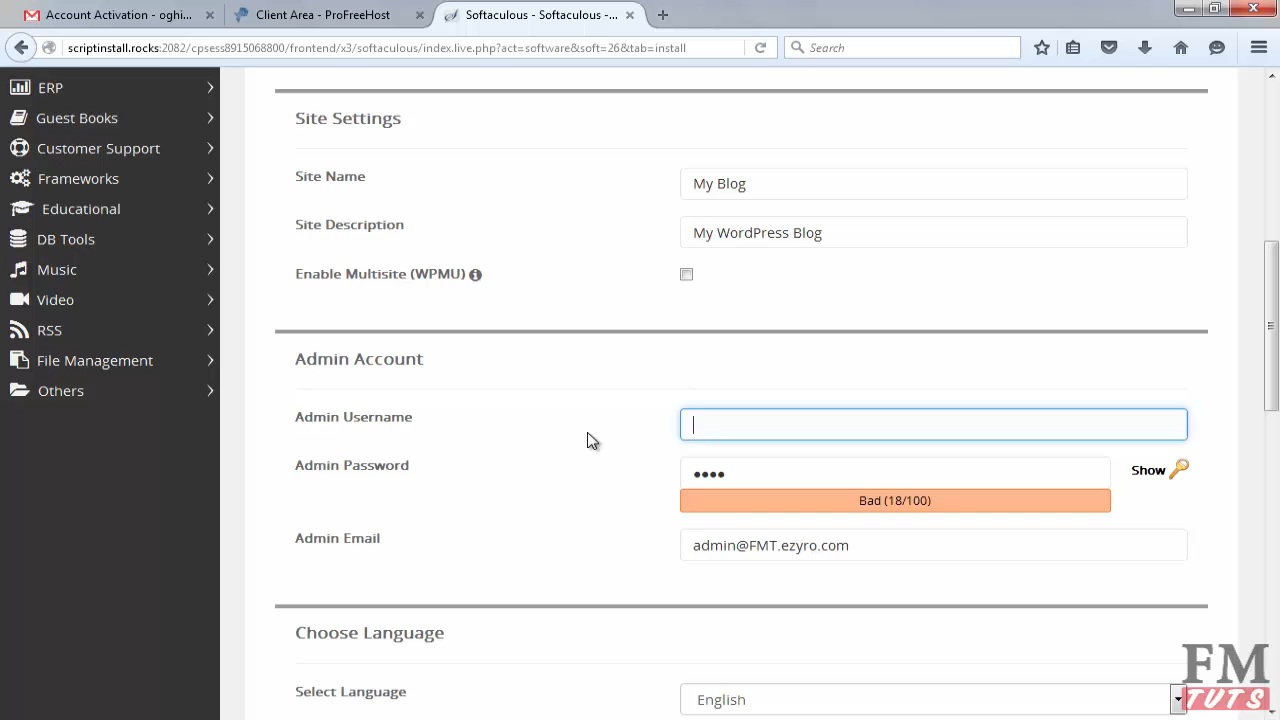 Account Activation - oghi...
Client Area - ProFreeHost
Softaculous - Softaculous -...
scriptinstall.rocks:2082/cpsess8915068800/frontend/x3/softaculous/index.live.php?act=software&soft=26&tab=install
Search
ERP
Guest Books
Customer Support
Frameworks
Educational
DB Tools
Music
Video
RSS
File Management
Others
Site Settings
Site Name
My Blog
Site Description
My WordPress Blog
Enable Multisite (WPMU)
Admin Account
Admin Username
Admin Password
••••
Show
Bad (18/100)
Admin Email
admin@FMT.ezyro.com
Choose Language
Select Language
English
FM
TUTS